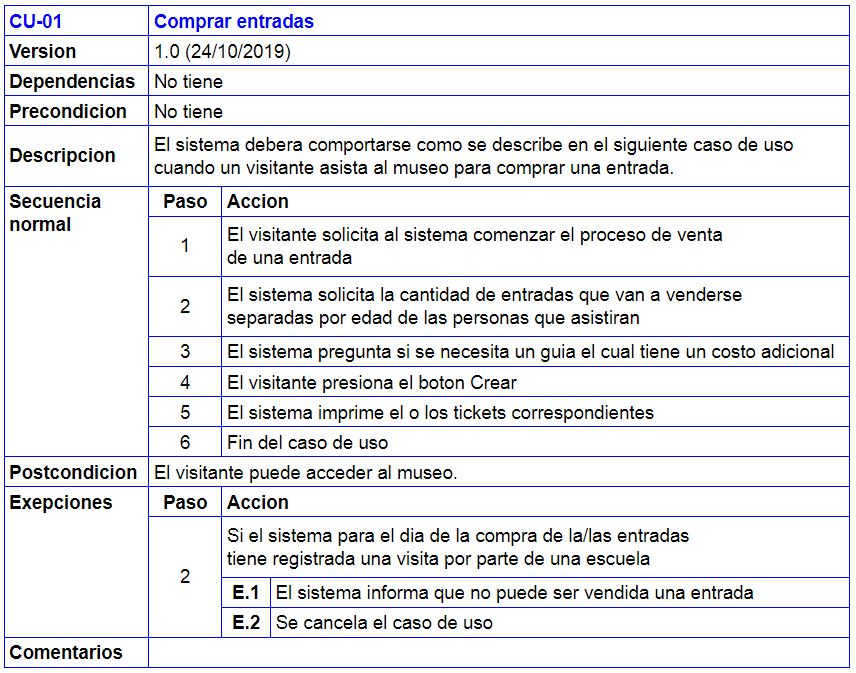 CU-01 Comprar entradas
Version 1.0 (24/10/2019)
Dependencias No tiene
Precondicion No tiene
Descripcion El sistema debera comportarse como se describe en el siguiente caso de uso
cuando un visitante asista al museo para comprar una entrada.
Secuencia normal Paso Accion
1 El visitante solicita al sistema comenzar el proceso de venta
de una entrada
2 El sistema solicita la cantidad de entradas que van a venderse
separadas por edad de las personas que asistiran
3 El sistema pregunta si se necesita un guia el cual tiene un costo adicional
4 El visitante presiona el boton Crear
5 El sistema imprime el o los tickets correspondientes
6 Fin del caso de uso
Postcondicion El visitante puede acceder al museo.
Exepciones Paso Accion
2 Si el sistema para el dia de la compra de la/las entradas
tiene registrada una visita por parte de una escuela
E.1 El sistema informa que no puede ser vendida una entrada
E.2 Se cancela el caso de uso
Comentarios